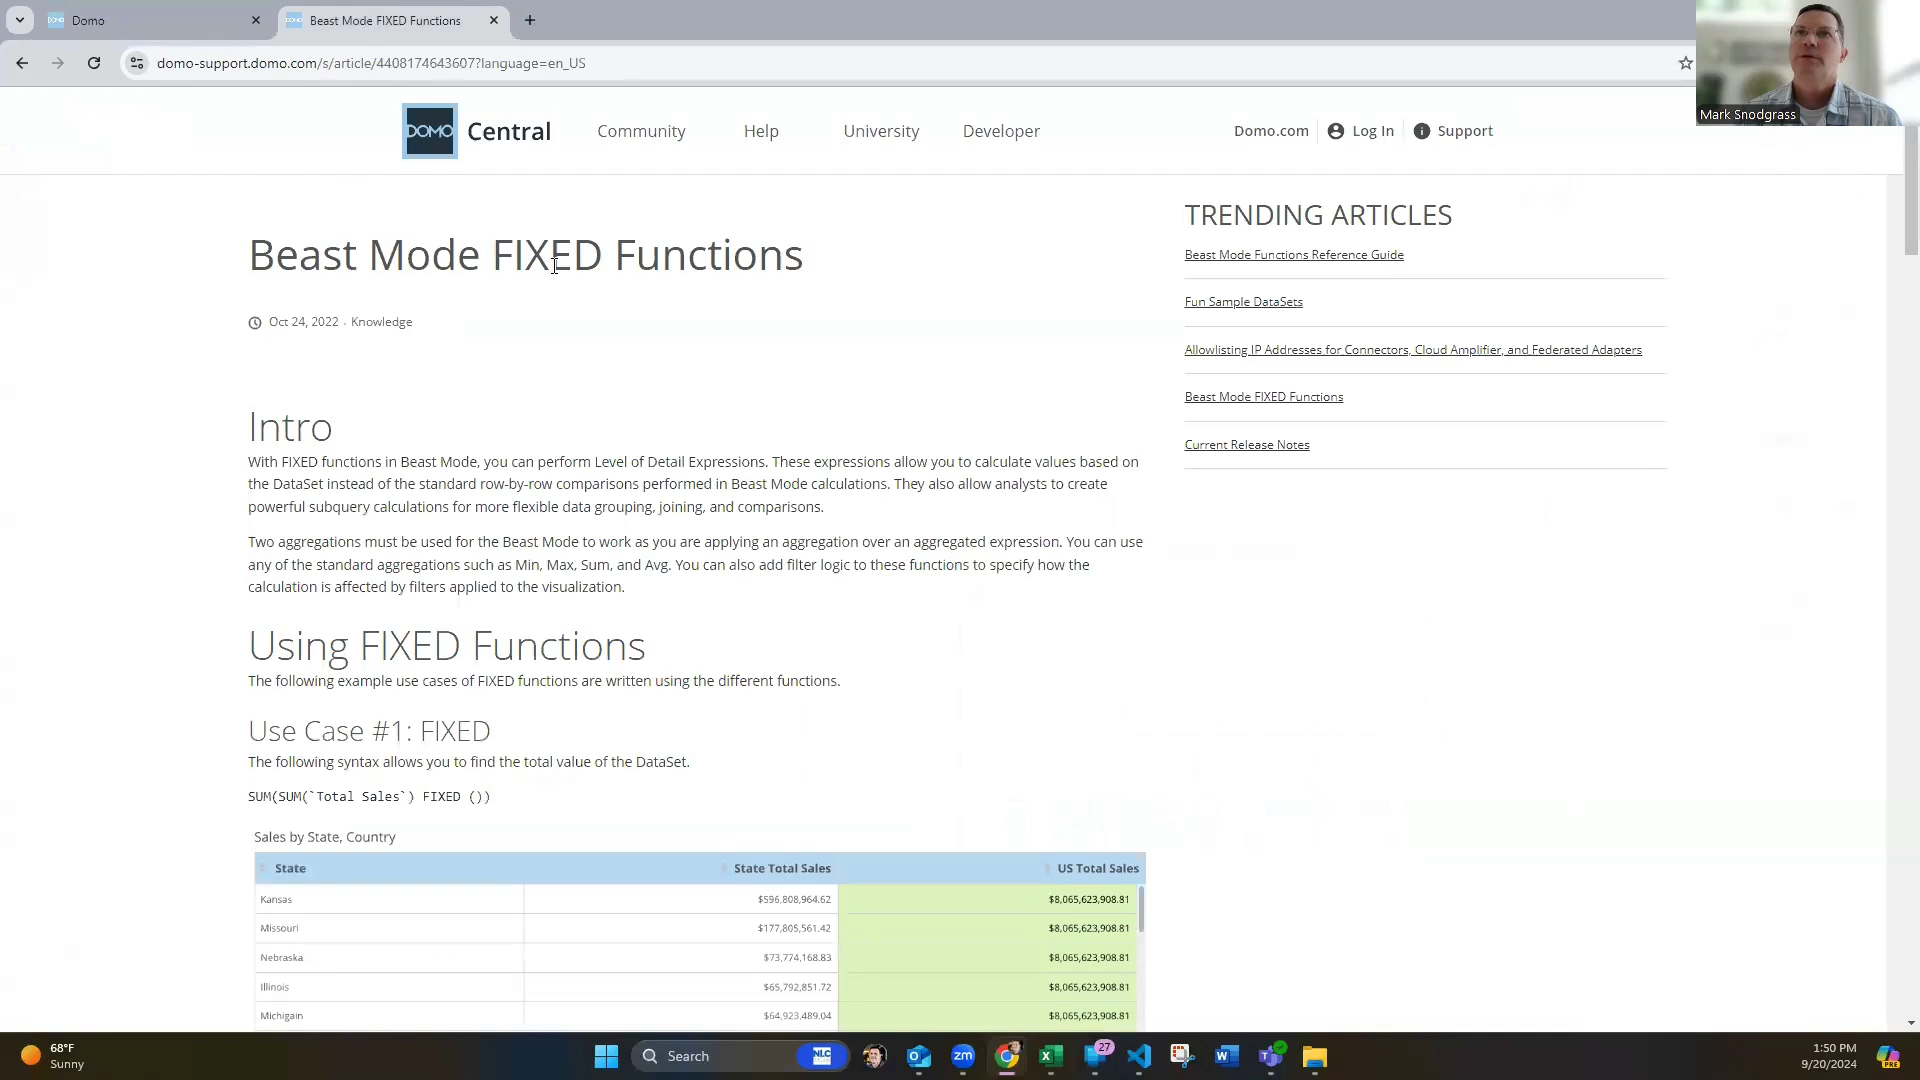 Domo
Beast Mode FIXED Functions
domo-support.domo.com/s/article/4408174643607?language=en_US
Mark Snodgrass
DOMO Central
Community
Help
University
Developer
Domo.com
Log In
Support
Beast Mode FIXED Functions
Oct 24, 2022 · Knowledge
Intro
With FIXED functions in Beast Mode, you can perform Level of Detail Expressions. These expressions allow you to calculate values based on
the DataSet instead of the standard row-by-row comparisons performed in Beast Mode calculations. They also allow analysts to create
powerful subquery calculations for more flexible data grouping, joining, and comparisons.
Two aggregations must be used for the Beast Mode to work as you are applying an aggregation over an aggregated expression. You can use
any of the standard aggregations such as Min, Max, Sum, and Avg. You can also add filter logic to these functions to specify how the
calculation is affected by filters applied to the visualization.
Using FIXED Functions
The following example use cases of FIXED functions are written using the different functions.
Use Case #1: FIXED
The following syntax allows you to find the total value of the DataSet.
SUM(SUM(`Total Sales`) FIXED ())
Sales by State, Country
State State Total Sales US Total Sales
Kansas $596,808,964.62 $8,065,623,908.81
Missouri $177,805,561.42 $8,065,623,908.81
Nebraska $73,774,168.83 $8,065,623,908.81
Illinois $65,792,851.72 $8,065,623,908.81
Michigain $64,923,489.04 $8,065,623,908.81
TRENDING ARTICLES
Beast Mode Functions Reference Guide
Fun Sample DataSets
Allowlisting IP Addresses for Connectors, Cloud Amplifier, and Federated Adapters
Beast Mode FIXED Functions
Current Release Notes
68°F
Sunny
Search
NLC
zm
27
1:50 PM
9/20/2024
PRE